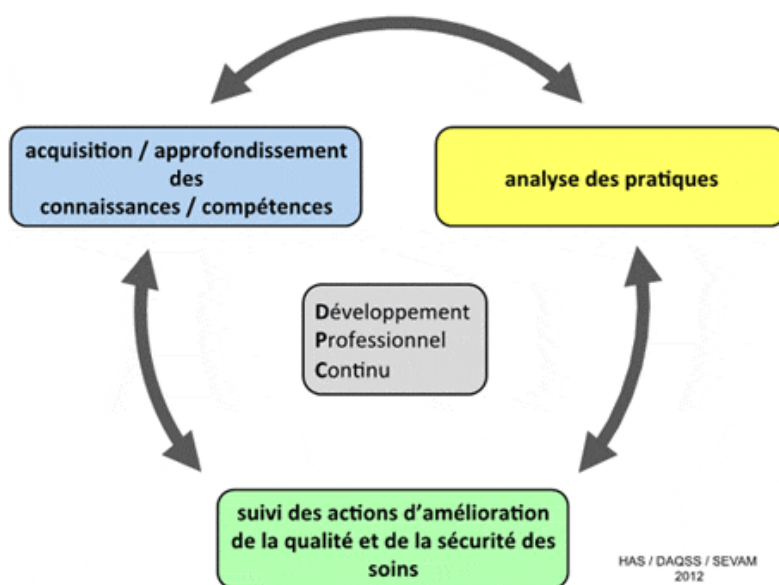 acquisition / approfondissement
des
connaissances / compétences
analyse des pratiques
Développement
Professionnel
Continu
suivi des actions d’amélioration
de la qualité et de la sécurité des
soins
HAS / DAQSS / SEVAM
2012